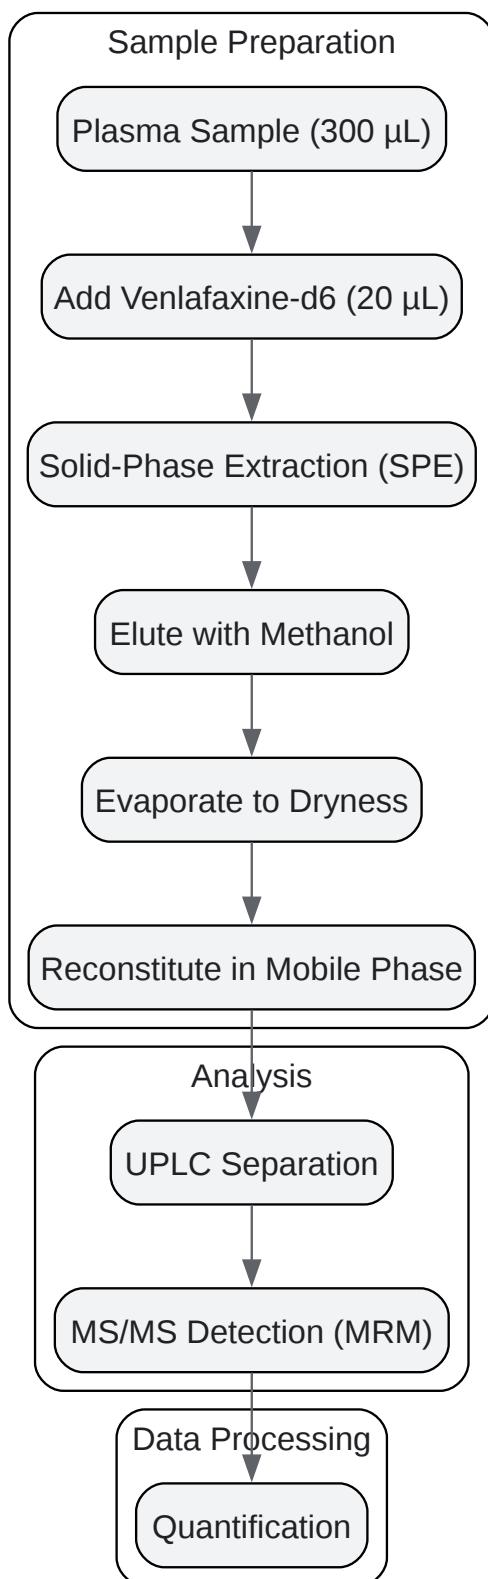 Sample Preparation
Plasma Sample (300 µL)
Add Venlafaxine-d6 (20 µL)
Solid-Phase Extraction (SPE)
Elute with Methanol
Evaporate to Dryness
Reconstitute in Mobile Phase
Analysis
UPLC Separation
MS/MS Detection (MRM)
Data Processing
Quantification